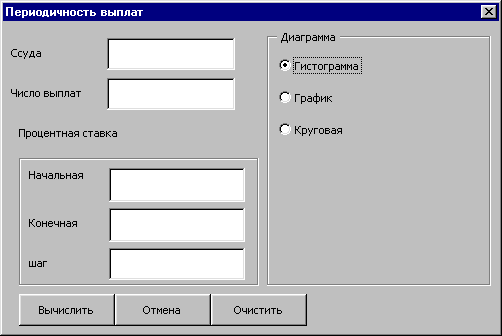 Периодичность выплат
Ссуда
Число выплат
Процентная ставка
Начальная
Конечная
шаг
Диаграмма
Гистограмма
График
Круговая
Вычислить
Отмена
Очистить